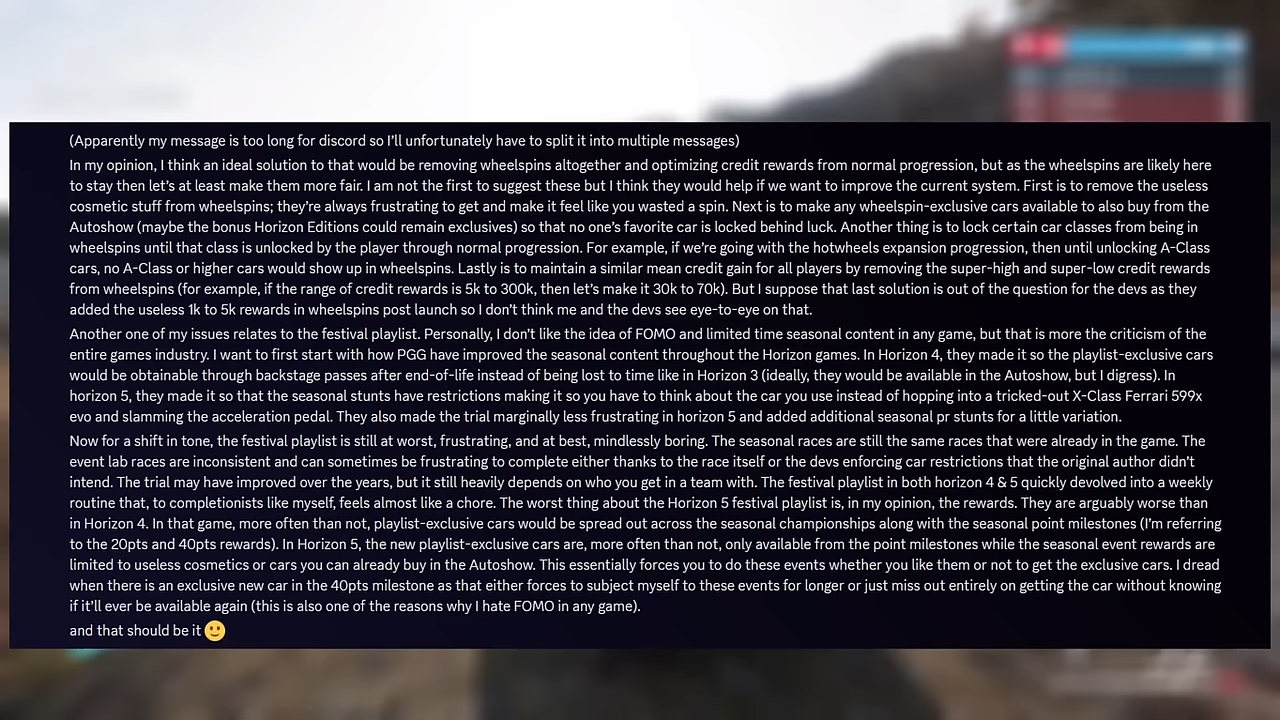 (Apparently my message is too long for discord so I'll unfortunately have to split it into multiple messages)
In my opinion, I think an ideal solution to that would be removing wheelspins altogether and optimizing credit rewards from normal progression, but as the wheelspins are likely here
to stay then let's at least make them more fair. I am not the first to suggest these but I think they would help if we want to improve the current system. First is to remove the useless
cosmetic stuff from wheelspins; they're always frustrating to get and make it feel like you wasted a spin. Next is to make any wheelspin-exclusive cars available to also buy from the
Autoshow (maybe the bonus Horizon Editions could remain exclusives) so that no one's favorite car is locked behind luck. Another thing is to lock certain car classes from being in
wheelspins until that class is unlocked by the player through normal progression. For example, if we're going with the hotwheels expansion progression, then until unlocking A-Class
cars, no A-Class or higher cars would show up in wheelspins. Lastly is to maintain a similar mean credit gain for all players by removing the super-high and super-low credit rewards
from wheelspins (for example, if the range of credit rewards is 5k to 300k, then let's make it 30k to 70k). But I suppose that last solution is out of the question for the devs as they
added the useless 1k to 5k rewards in wheelspins post launch so I don't think me and the devs see eye-to-eye on that.
Another one of my issues relates to the festival playlist. Personally, I don't like the idea of FOMO and limited time seasonal content in any game, but that is more the criticism of the
entire games industry. I want to first start with how PGG have improved the seasonal content throughout the Horizon games. In Horizon 4, they made it so the playlist-exclusive cars
would be obtainable through backstage passes after end-of-life instead of being lost to time like in Horizon 3 (ideally, they would be available in the Autoshow, but I digress). In
horizon 5, they made it so that the seasonal stunts have restrictions making it so you have to think about the car you use instead of hopping into a tricked-out X-Class Ferrari 599x
evo and slamming the acceleration pedal. They also made the trial marginally less frustrating in horizon 5 and added additional seasonal pr stunts for a little variation.
Now for a shift in tone, the festival playlist is still at worst, frustrating, and at best, mindlessly boring. The seasonal races are still the same races that were already in the game. The
event lab races are inconsistent and can sometimes be frustrating to complete either thanks to the race itself or the devs enforcing car restrictions that the original author didn't
intend. The trial may have improved over the years, but it still heavily depends on who you get in a team with. The festival playlist in both horizon 4 & 5 quickly devolved into a weekly
routine that, to completionists like myself, feels almost like a chore. The worst thing about the Horizon 5 festival playlist is, in my opinion, the rewards. They are arguably worse than
in Horizon 4. In that game, more often than not, playlist-exclusive cars would be spread out across the seasonal championships along with the seasonal point milestones (I'm referring
to the 20pts and 40pts rewards). In Horizon 5, the new playlist-exclusive cars are, more often than not, only available from the point milestones while the seasonal event rewards are
limited to useless cosmetics or cars you can already buy in the Autoshow. This essentially forces you to do these events whether you like them or not to get the exclusive cars. I dread
when there is an exclusive new car in the 40pts milestone as that either forces to subject myself to these events for longer or just miss out entirely on getting the car without knowing
if it'll ever be available again (this is also one of the reasons why I hate FOMO in any game).
and that should be it 🙂